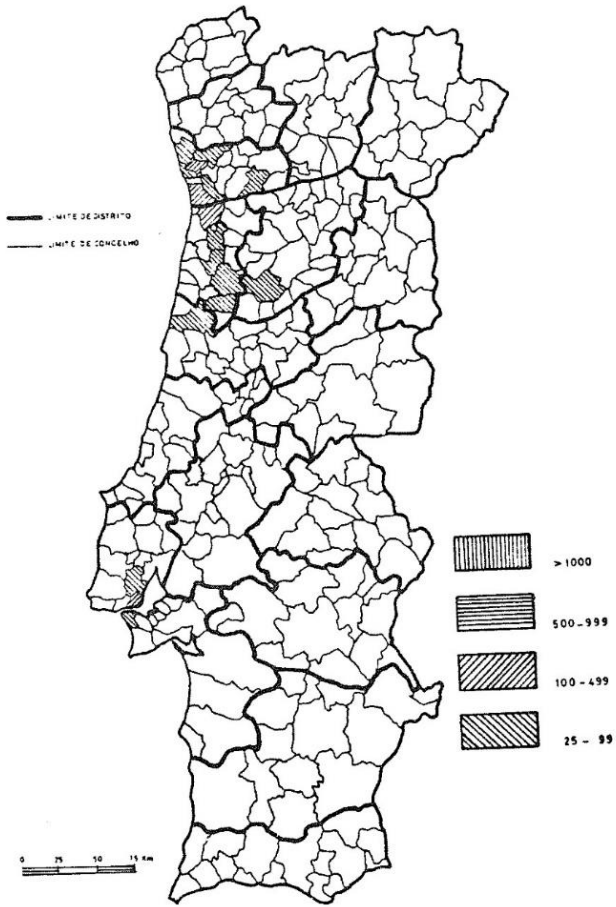 LIMITE DE DISTRITO
LIMITE DE CONCELHO
>1000
500-999
100-499
25-99
0 25 50 75 Km